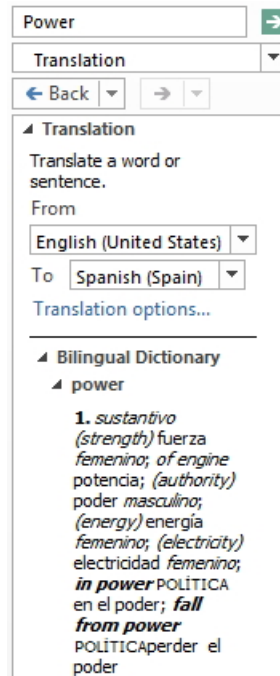 Power
Translation
Back
Translation
Translate a word or
sentence.
From
English (United States)
To Spanish (Spain)
Translation options...
Bilingual Dictionary
power
1. sustantivo
(strength) fuerza
femenino; of engine
potencia; (authority)
poder masculino;
(energy) energía
femenino; (electricity)
electricidad femenino;
in power POLÍTICA
en el poder; fall
from power
POLÍTICAperder el
poder